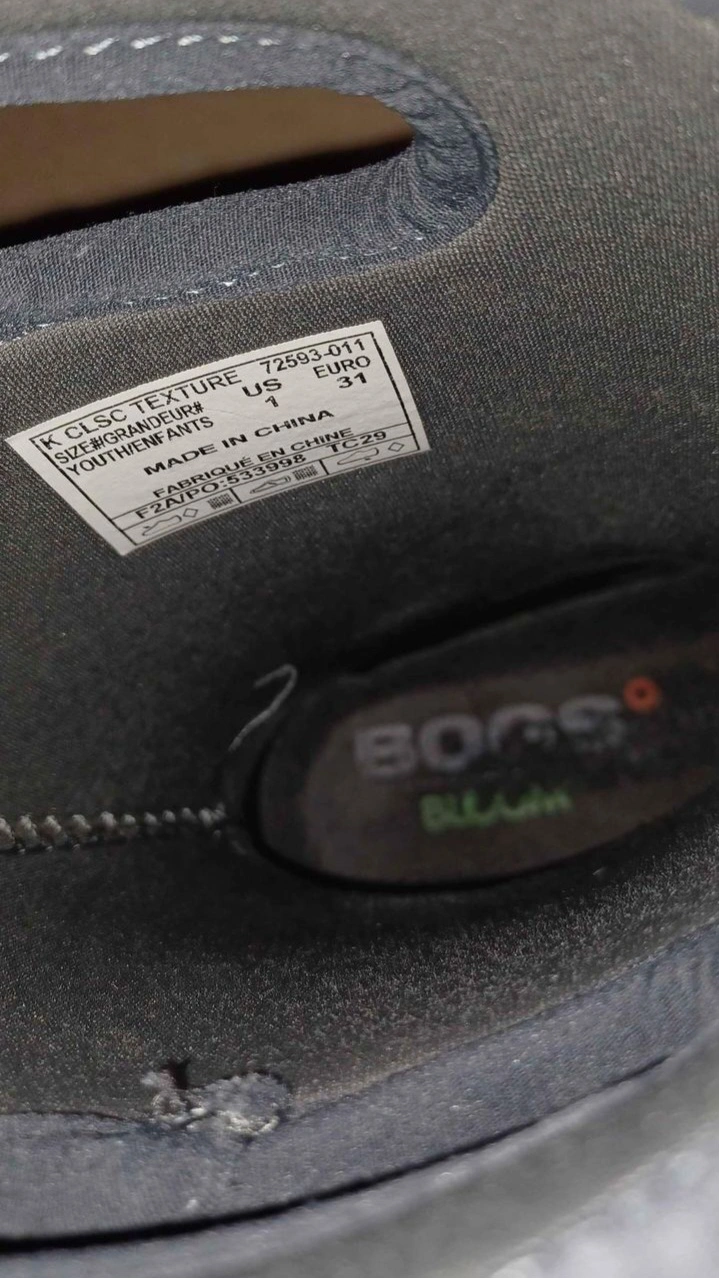 K CLSC TEXTURE 72593-011
SIZE#/GRANDEUR# US EURO
YOUTH/ENFANTS 1 31
MADE IN CHINA
FABRIQUÉ EN CHINE
F2A/PO:533998 TC29
BOGS